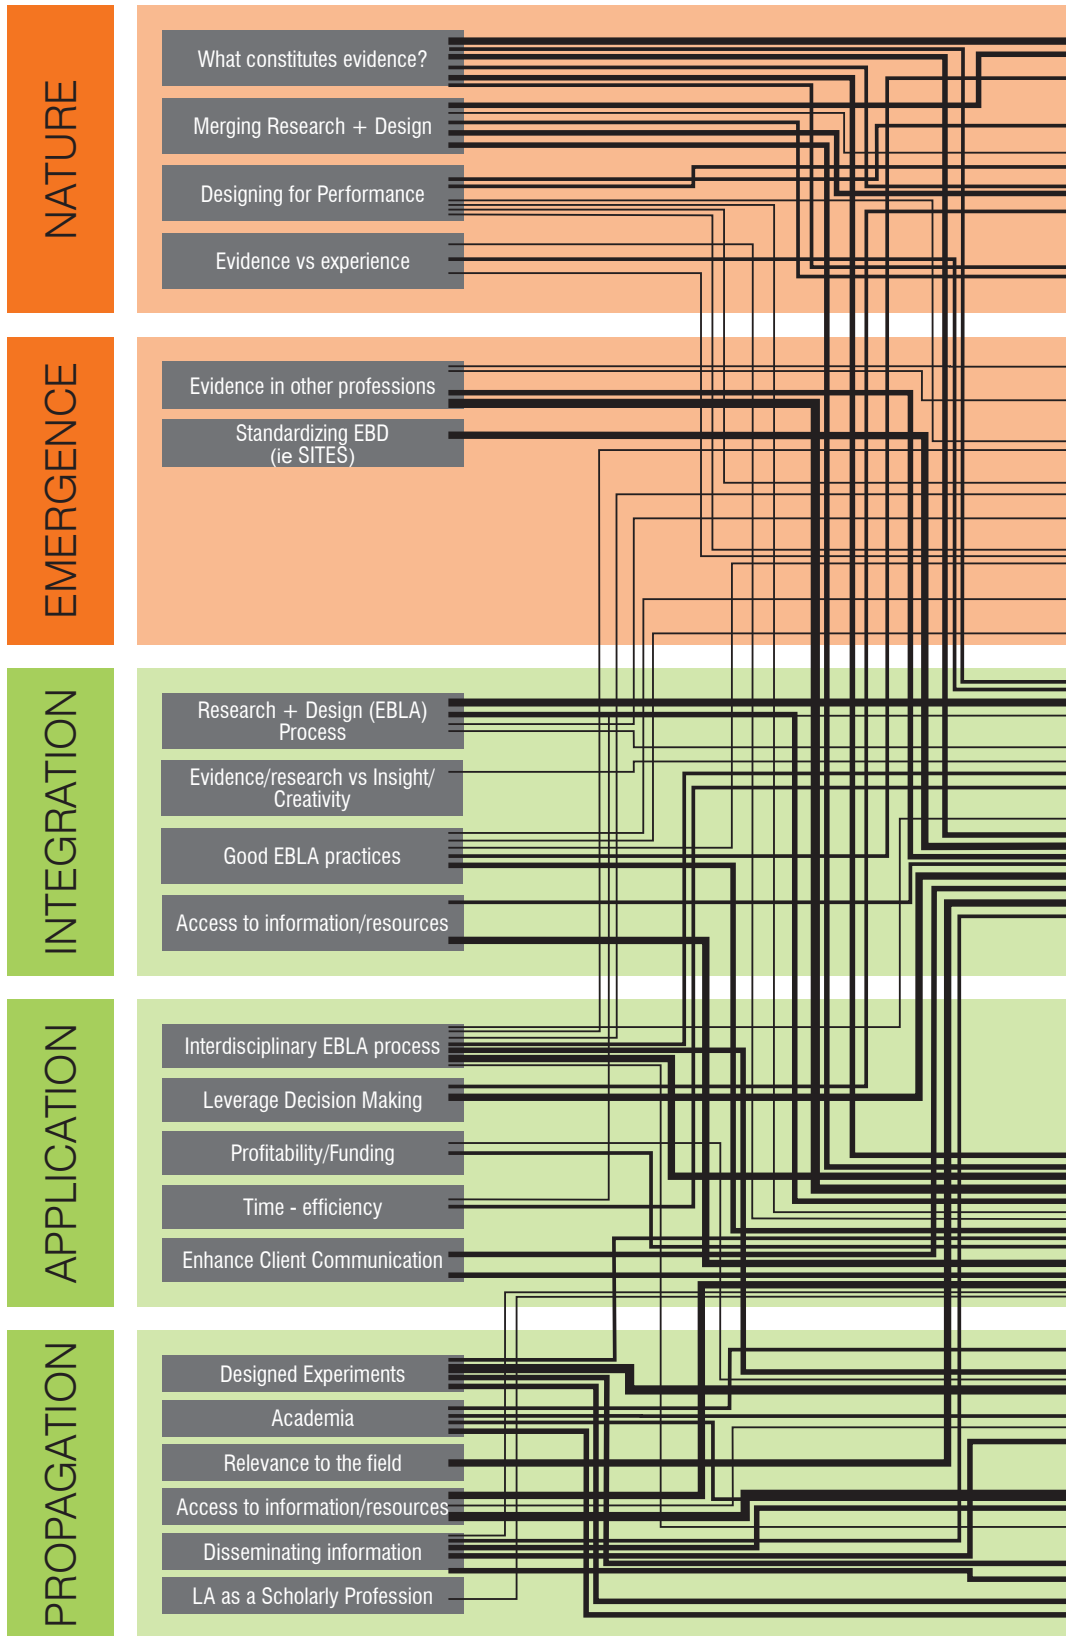 NATURE
What constitutes evidence?
Merging Research + Design
Designing for Performance
Evidence vs experience
EMERGENCE
Evidence in other professions
Standardizing EBD
(ie SITES)
INTEGRATION
Research + Design (EBLA)
Process
Evidence/research vs Insight/
Creativity
Good EBLA practices
Access to information/resources
APPLICATION
Interdisciplinary EBLA process
Leverage Decision Making
Profitability/Funding
Time - efficiency
Enhance Client Communication
PROPAGATION
Designed Experiments
Academia
Relevance to the field
Access to information/resources
Disseminating information
LA as a Scholarly Profession